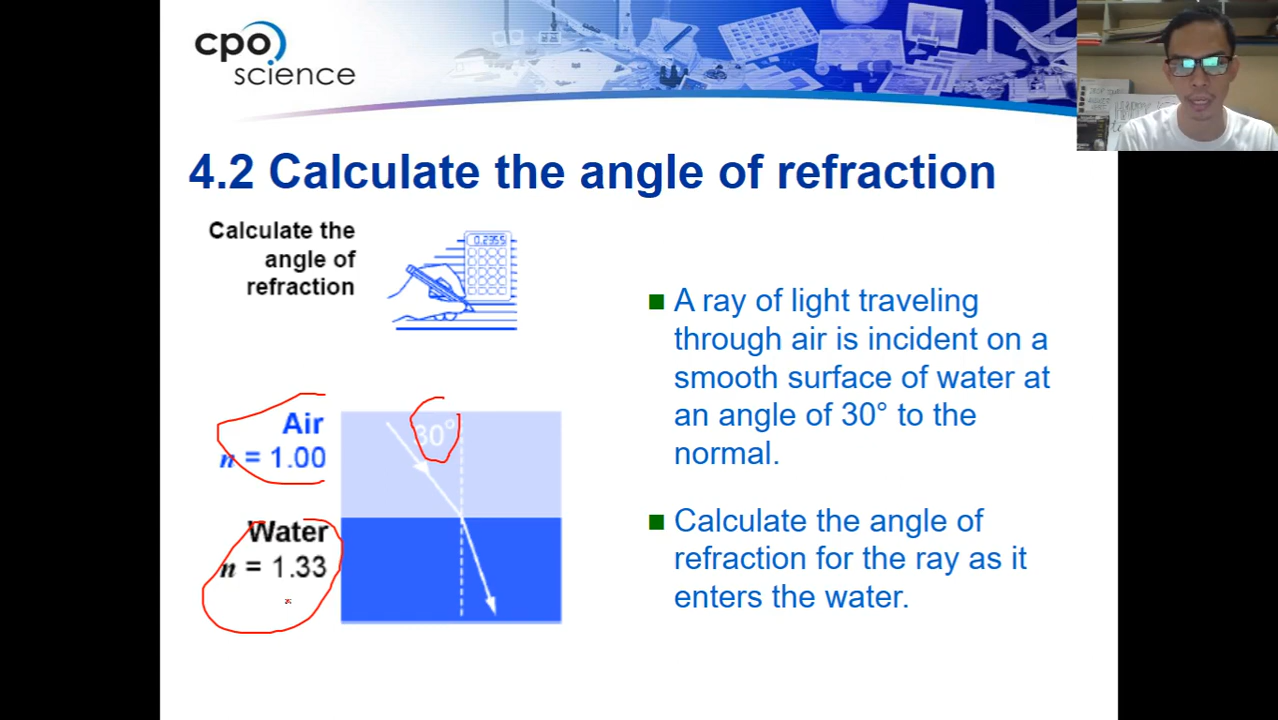 cpo
science
4.2 Calculate the angle of refraction
Calculate the
angle of
refraction
0.2355
A ray of light traveling
through air is incident on a
smooth surface of water at
an angle of 30° to the
normal.
Air
n = 1.00
30°
Water
n = 1.33
Calculate the angle of
refraction for the ray as it
enters the water.